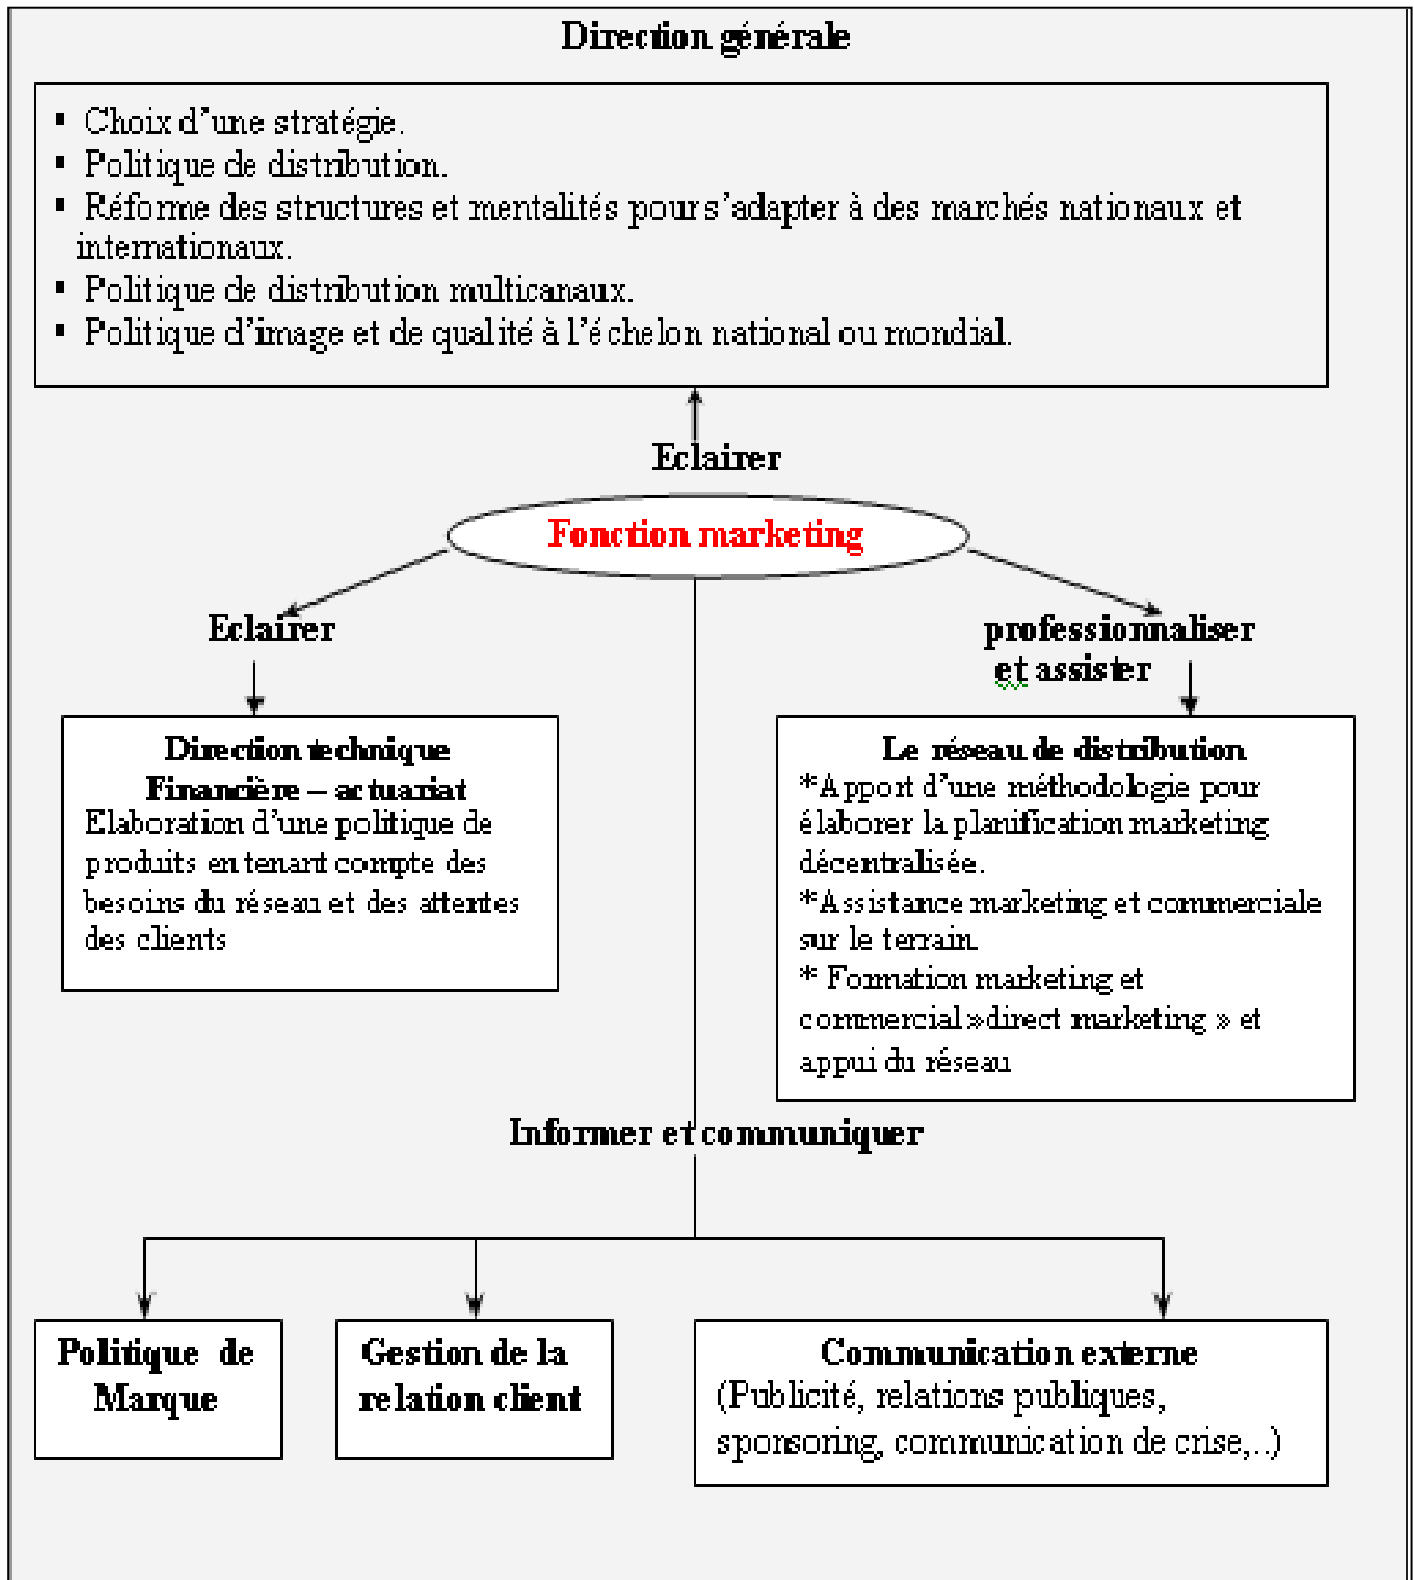 Direction générale
▪ Choix d'une stratégie.
▪ Politique de distribution.
▪ Réforme des structures et mentalités pour s'adapter à des marchés nationaux et
internationaux.
▪ Politique de distribution multicanaux.
▪ Politique d'image et de qualité à l'échelon national ou mondial.
Eclairer
Fonction marketing
Eclairer
professionnaliser
et assister
Direction technique
Financière – actuariat
Elaboration d'une politique de
produits en tenant compte des
besoins du réseau et des attentes
des clients
Le réseau de distribution
*Apport d'une méthodologie pour
élaborer la planification marketing
décentralisée.
*Assistance marketing et commerciale
sur le terrain.
* Formation marketing et
commercial »direct marketing » et
appui du réseau
Informer et communiquer
Politique de
Marque
Gestion de la
relation client
Communication externe
(Publicité, relations publiques,
sponsoring, communication de crise,..)